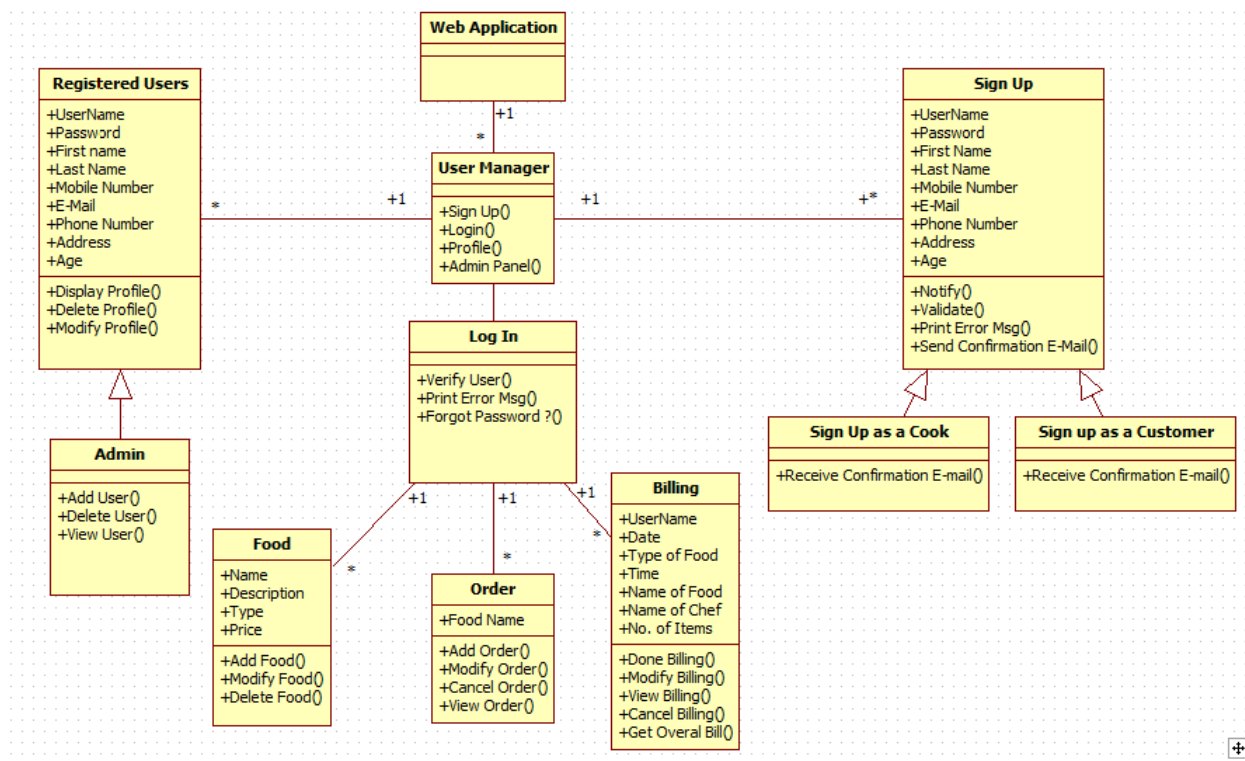 Web Application
+1
*
Registered Users
+UserName
+Password
+First name
+Last Name
+Mobile Number
+E-Mail
+Phone Number
+Address
+Age
+Display Profile()
+Delete Profile()
+Modify Profile()
*
+1
User Manager
+Sign Up()
+Login()
+Profile()
+Admin Panel()
+1
+*
Sign Up
+UserName
+Password
+First Name
+Last Name
+Mobile Number
+E-Mail
+Phone Number
+Address
+Age
+Notify()
+Validate()
+Print Error Msg()
+Send Confirmation E-Mail()
Log In
+Verify User()
+Print Error Msg()
+Forgot Password ?()
Admin
+Add User()
+Delete User()
+View User()
Sign Up as a Cook
+Receive Confirmation E-mail()
Sign up as a Customer
+Receive Confirmation E-mail()
+1
*
+1
*
+1
*
Food
+Name
+Description
+Type
+Price
+Add Food()
+Modify Food()
+Delete Food()
Order
+Food Name
+Add Order()
+Modify Order()
+Cancel Order()
+View Order()
Billing
+UserName
+Date
+Type of Food
+Time
+Name of Food
+Name of Chef
+No. of Items
+Done Billing()
+Modify Billing()
+View Billing()
+Cancel Billing()
+Get Overal Bill()